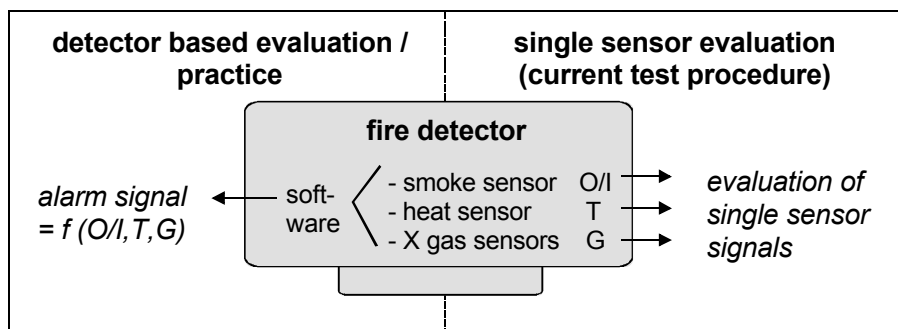 detector based evaluation /
practice
single sensor evaluation
(current test procedure)
fire detector
alarm signal
= f (O/I,T,G)
soft-
ware
- smoke sensor O/I
- heat sensor T
- X gas sensors G
evaluation of
single sensor
signals